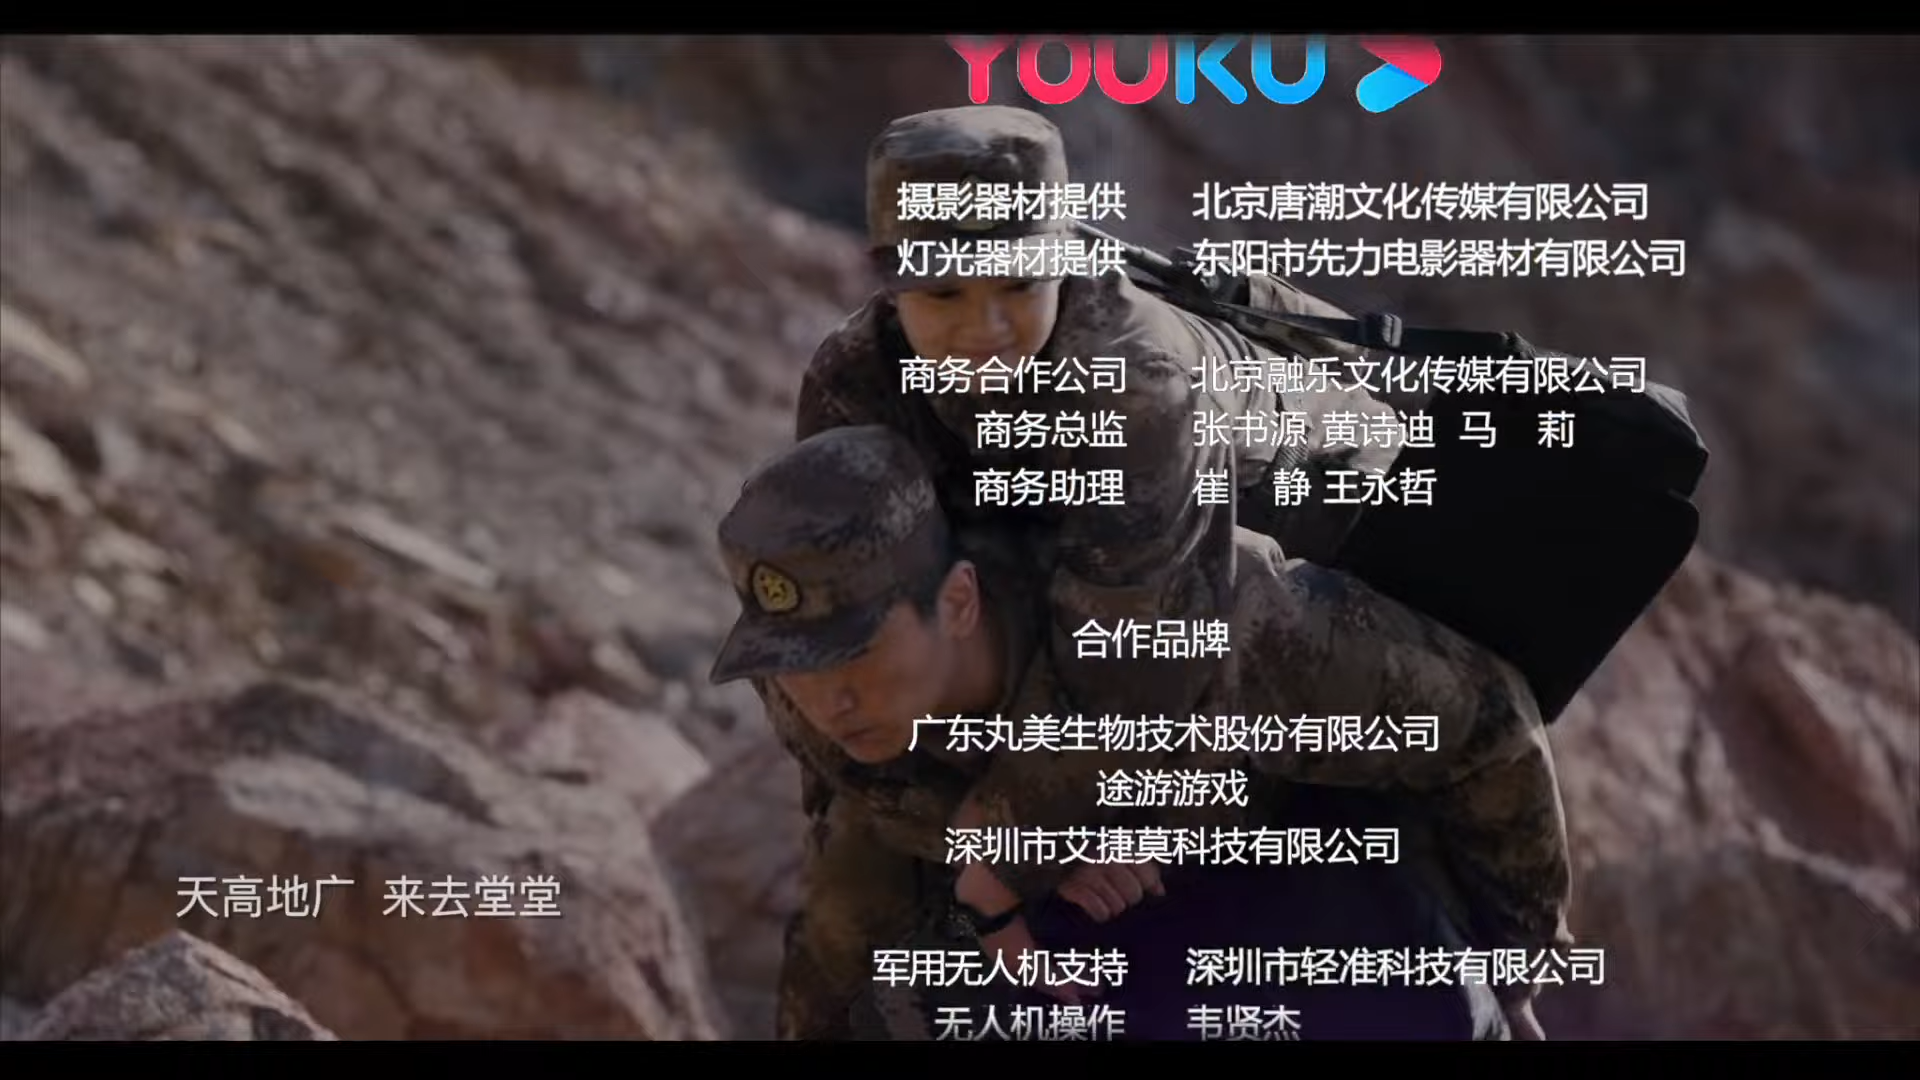 YOUKU
摄影器材提供 北京唐潮文化传媒有限公司
灯光器材提供 东阳市先力电影器材有限公司
商务合作公司 北京融乐文化传媒有限公司
商务总监 张书源 黄诗迪 马 莉
商务助理 崔 静 王永哲
合作品牌
广东丸美生物技术股份有限公司
途游游戏
深圳市艾捷莫科技有限公司
天高地广 来去堂堂
军用无人机支持 深圳市轻准科技有限公司
无人机操作 韦贤杰